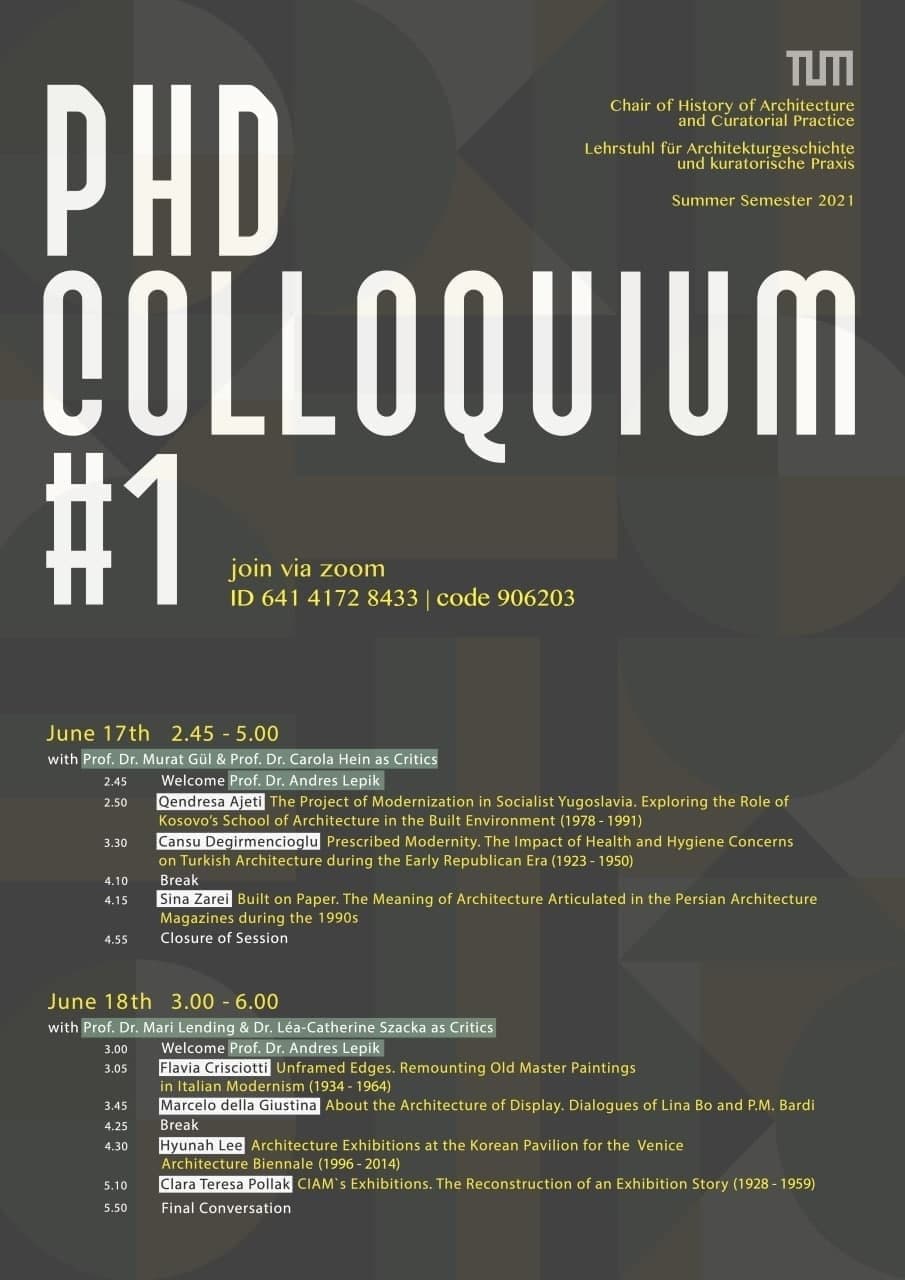 TUM
Chair of History of Architecture
and Curatorial Practice
Lehrstuhl für Architekturgeschichte
und kuratorische Praxis
Summer Semester 2021
PHD
COLLOQUIUM
#1
join via zoom
ID 641 4172 8433 | code 906203
June 17th 2.45 - 5.00
with Prof. Dr. Murat Gül & Prof. Dr. Carola Hein as Critics
2.45 Welcome Prof. Dr. Andres Lepik
2.50 Qendresa Ajeti The Project of Modernization in Socialist Yugoslavia. Exploring the Role of
Kosovo's School of Architecture in the Built Environment (1978 - 1991)
3.30 Cansu Degirmencioglu Prescribed Modernity. The Impact of Health and Hygiene Concerns
on Turkish Architecture during the Early Republican Era (1923 - 1950)
4.10 Break
4.15 Sina Zarei Built on Paper. The Meaning of Architecture Articulated in the Persian Architecture
Magazines during the 1990s
4.55 Closure of Session
June 18th 3.00 - 6.00
with Prof. Dr. Mari Lending & Dr. Léa-Catherine Szacka as Critics
3.00 Welcome Prof. Dr. Andres Lepik
3.05 Flavia Crisciotti Unframed Edges. Remounting Old Master Paintings
in Italian Modernism (1934 - 1964)
3.45 Marcelo della Giustina About the Architecture of Display. Dialogues of Lina Bo and P.M. Bardi
4.25 Break
4.30 Hyunah Lee Architecture Exhibitions at the Korean Pavilion for the Venice
Architecture Biennale (1996 - 2014)
5.10 Clara Teresa Pollak CIAM`s Exhibitions. The Reconstruction of an Exhibition Story (1928 - 1959)
5.50 Final Conversation